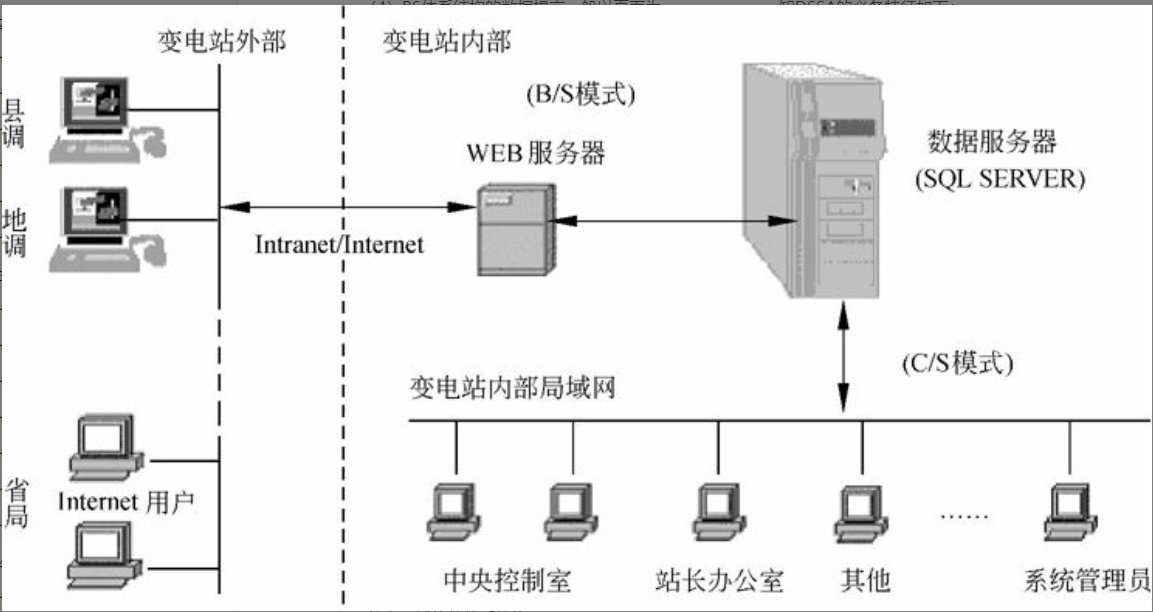 变电站外部
变电站内部
县调
(B/S模式)
WEB 服务器
数据服务器
(SQL SERVER)
地调
Intranet/Internet
(C/S模式)
变电站内部局域网
省局
Internet 用户
……
中央控制室
站长办公室
其他
系统管理员